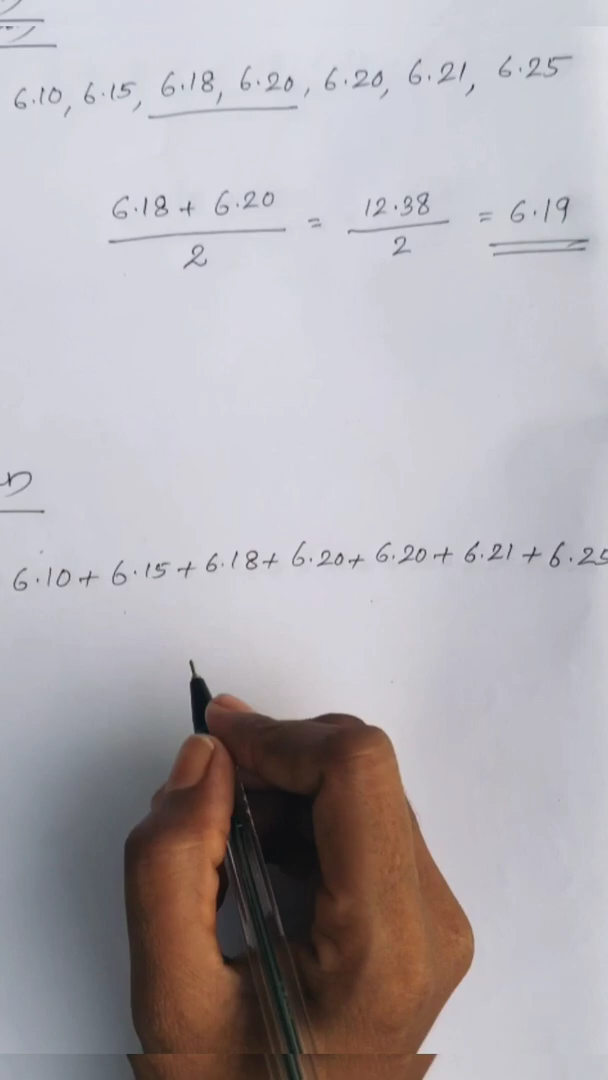 6.10, 6.15, 6.18, 6.20, 6.20, 6.21, 6.25
6.18 + 6.20 / 2 = 12.38 / 2 = 6.19
6.10 + 6.15 + 6.18 + 6.20 + 6.20 + 6.21 + 6.25